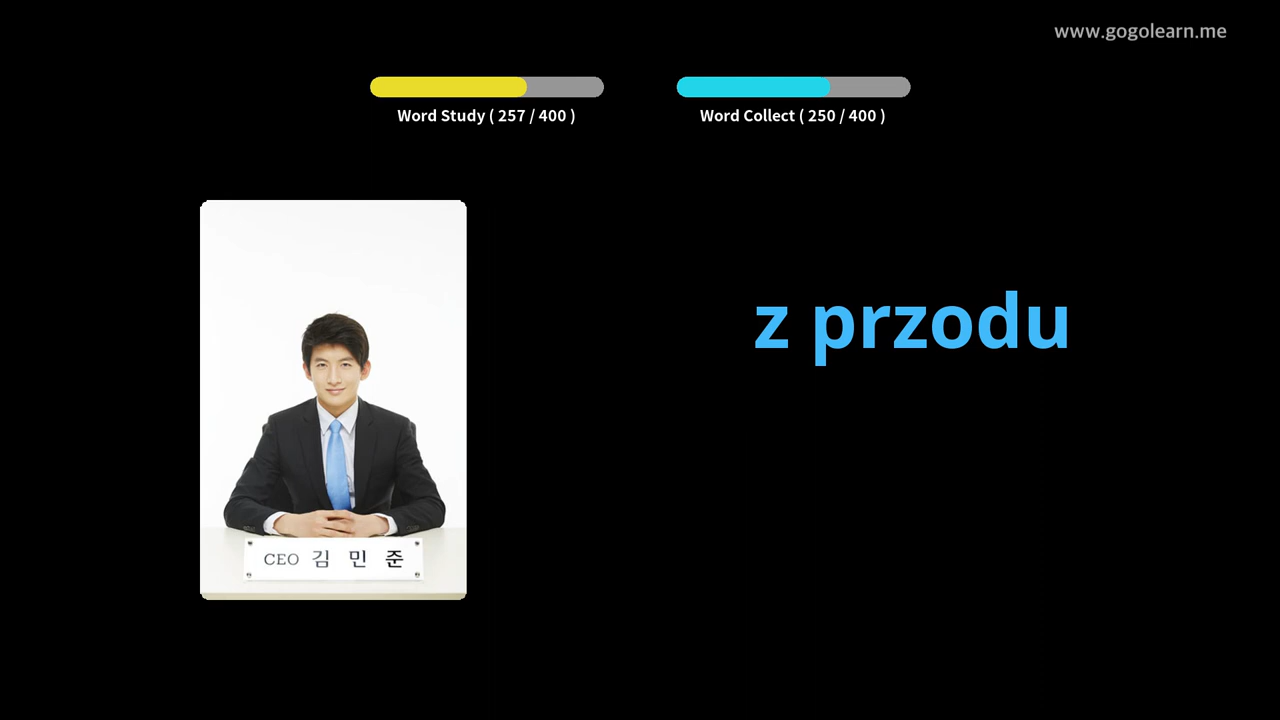 www.gogolearn.me
Word Study ( 257 / 400 )
Word Collect ( 250 / 400 )
z przodu
CEO 김 민 준